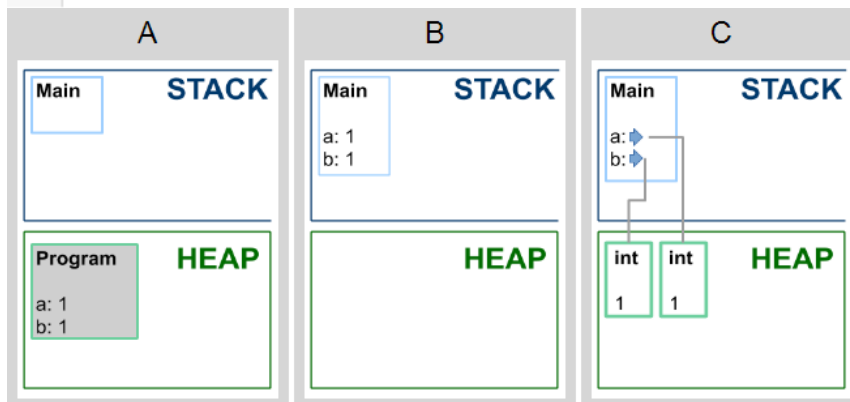 A
Main
STACK
Program
HEAP
a: 1
b: 1
B
Main
STACK
a: 1
b: 1
HEAP
C
Main
STACK
a:
b:
int
int
HEAP
1
1